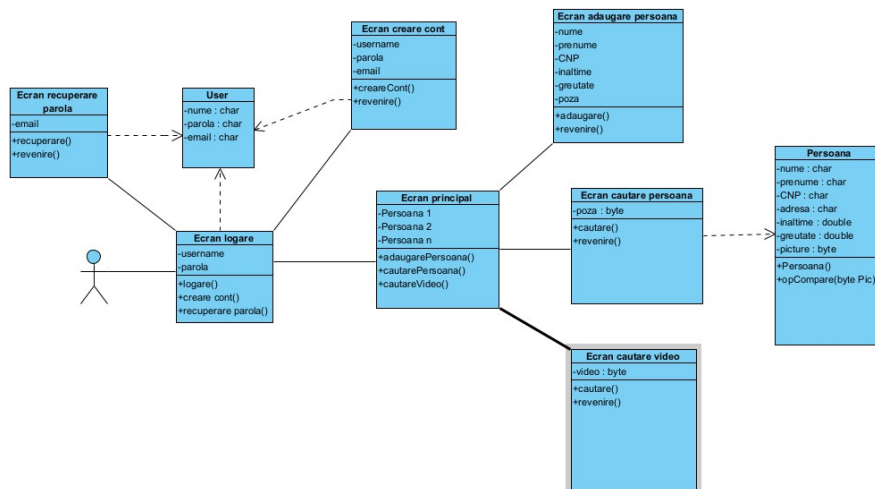 Ecran recuperare
parola
-email
+recuperare()
+revenire()
User
-nume : char
-parola : char
-email : char
Ecran creare cont
-username
-parola
-email
+creareCont()
+revenire()
Ecran adaugare persoana
-nume
-prenume
-CNP
-inaltime
-greutate
-poza
+adaugare()
+revenire()
Ecran logare
-username
-parola
+logare()
+creare cont()
+recuperare parola()
Ecran principal
-Persoana 1
-Persoana 2
-Persoana n
+adaugarePersoana()
+cautarePersoana()
+cautareVideo()
Ecran cautare persoana
-poza : byte
+cautare()
+revenire()
Persoana
-nume : char
-prenume : char
-CNP : char
-adresa : char
-inaltime : double
-greutate : double
-picture : byte
+Persoana()
+opCompare(byte Pic)
Ecran cautare video
-video : byte
+cautare()
+revenire()